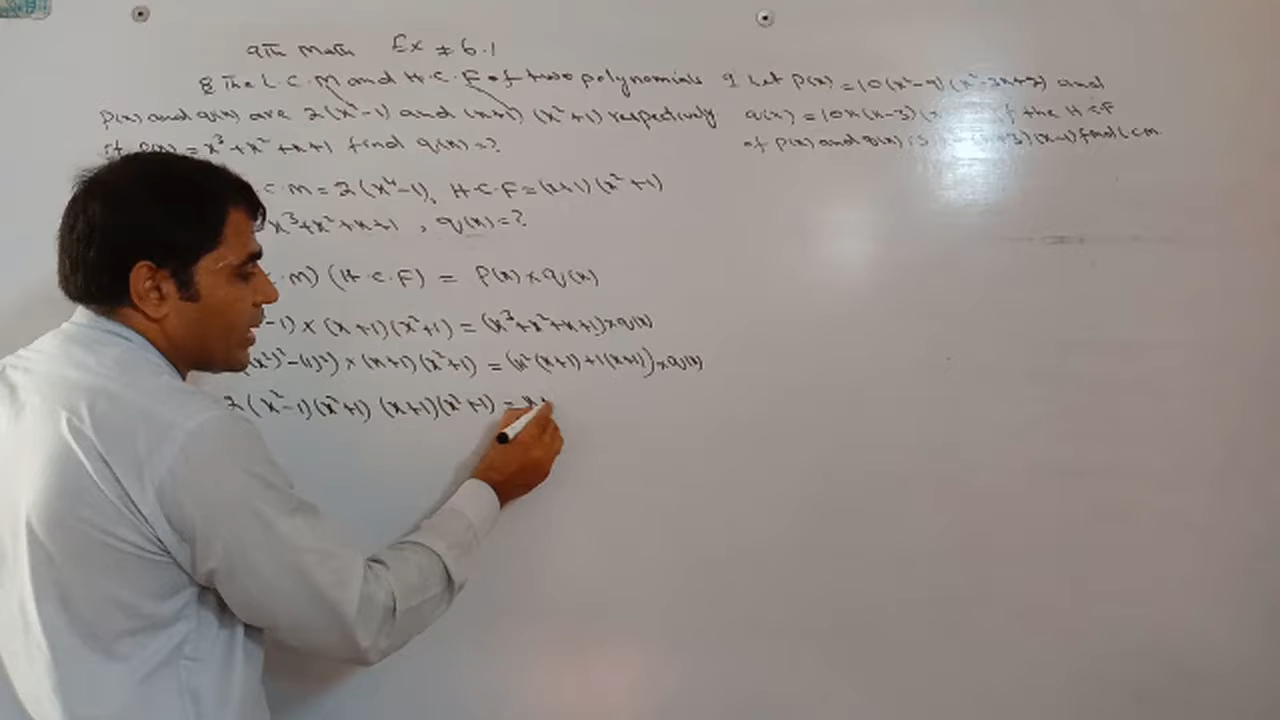 9th Math Ex # 6.1
8 The L.C.M and H.C.F of two polynomials
P(x) and q(x) are 2(x⁴-1) and (x+1) (x²+1) respectively
if P(x) = x³+x²+x+1 find q(x)=?
C.M = 2(x⁴-1), H.C.F = (x+1)(x²+1)
x³+x²+x+1 , q(x)=?
M) (H.C.F) = P(x) × q(x)
-1) × (x+1)(x²+1) = (x³+x²+x+1)×q(x)
(x²)²-(1)²) × (x+1)(x²+1) = (x²(x+1)+1(x+1))×q(x)
2(x²-1)(x²+1) (x+1)(x²+1) =
9 Let P(x) = 10(x²-9)(x²-3x+2) and
q(x) = 10x(x-3)( if the H.C.F
of P(x) and q(x) is +3)(x-1) find L.C.M